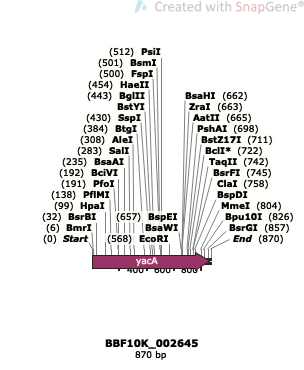 Created with SnapGene®
(512) PsiI
(501) BsmI
(500) FspI
(454) HaeII
(443) BglII
BstYI
(430) SspI
(384) BtgI
(308) AleI
(283) SalI
(235) BsaAI
(192) BciVI
(191) PfoI
(138) PflMI
(99) HpaI
(32) BsrBI
(6) BmrI
(0) Start
(657) BspEI
BsaWI
(568) EcoRI
BsaHI (662)
ZraI (663)
AatII (665)
PshAI (698)
BstZ17I (711)
BclI* (722)
TaqII (742)
BsrFI (745)
ClaI (758)
BspDI
MmeI (804)
Bpu10I (826)
BsrGI (857)
End (870)
yacA
400 600 800
BBF10K_002645
870 bp